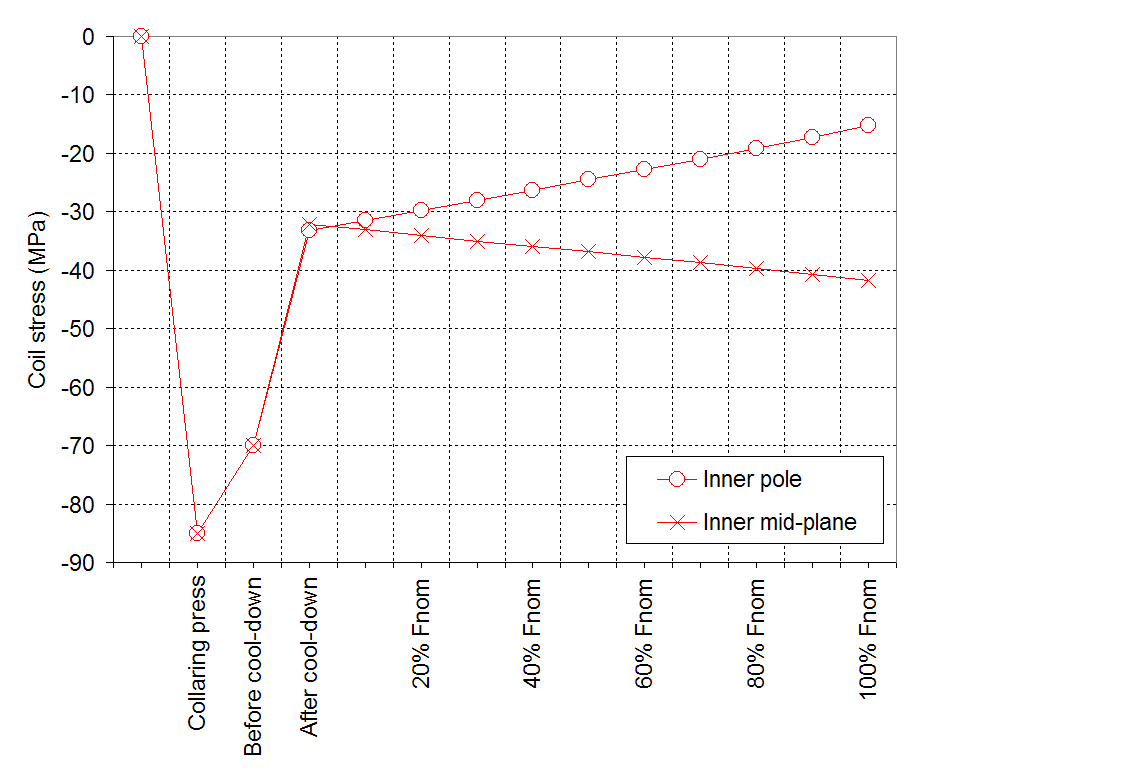 0
-10
-20
-30
-40
-50
-60
-70
-80
-90
Coil stress (MPa)
Inner pole
Inner mid-plane
Collaring press
Before cool-down
After cool-down
20% Fnom
40% Fnom
60% Fnom
80% Fnom
100% Fnom